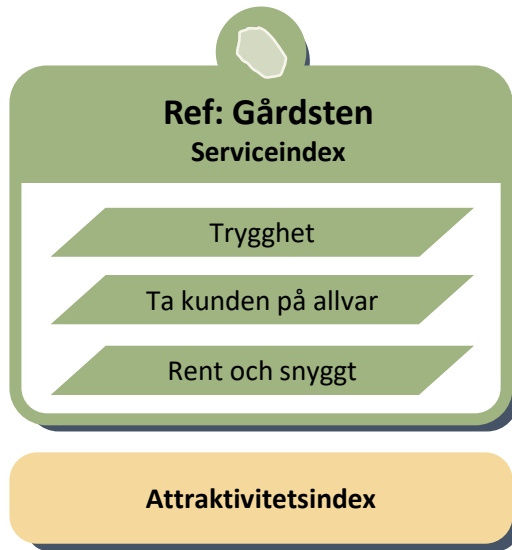 Ref: Gårdsten
Serviceindex
Trygghet
Ta kunden på allvar
Rent och snyggt
Attraktivitetsindex